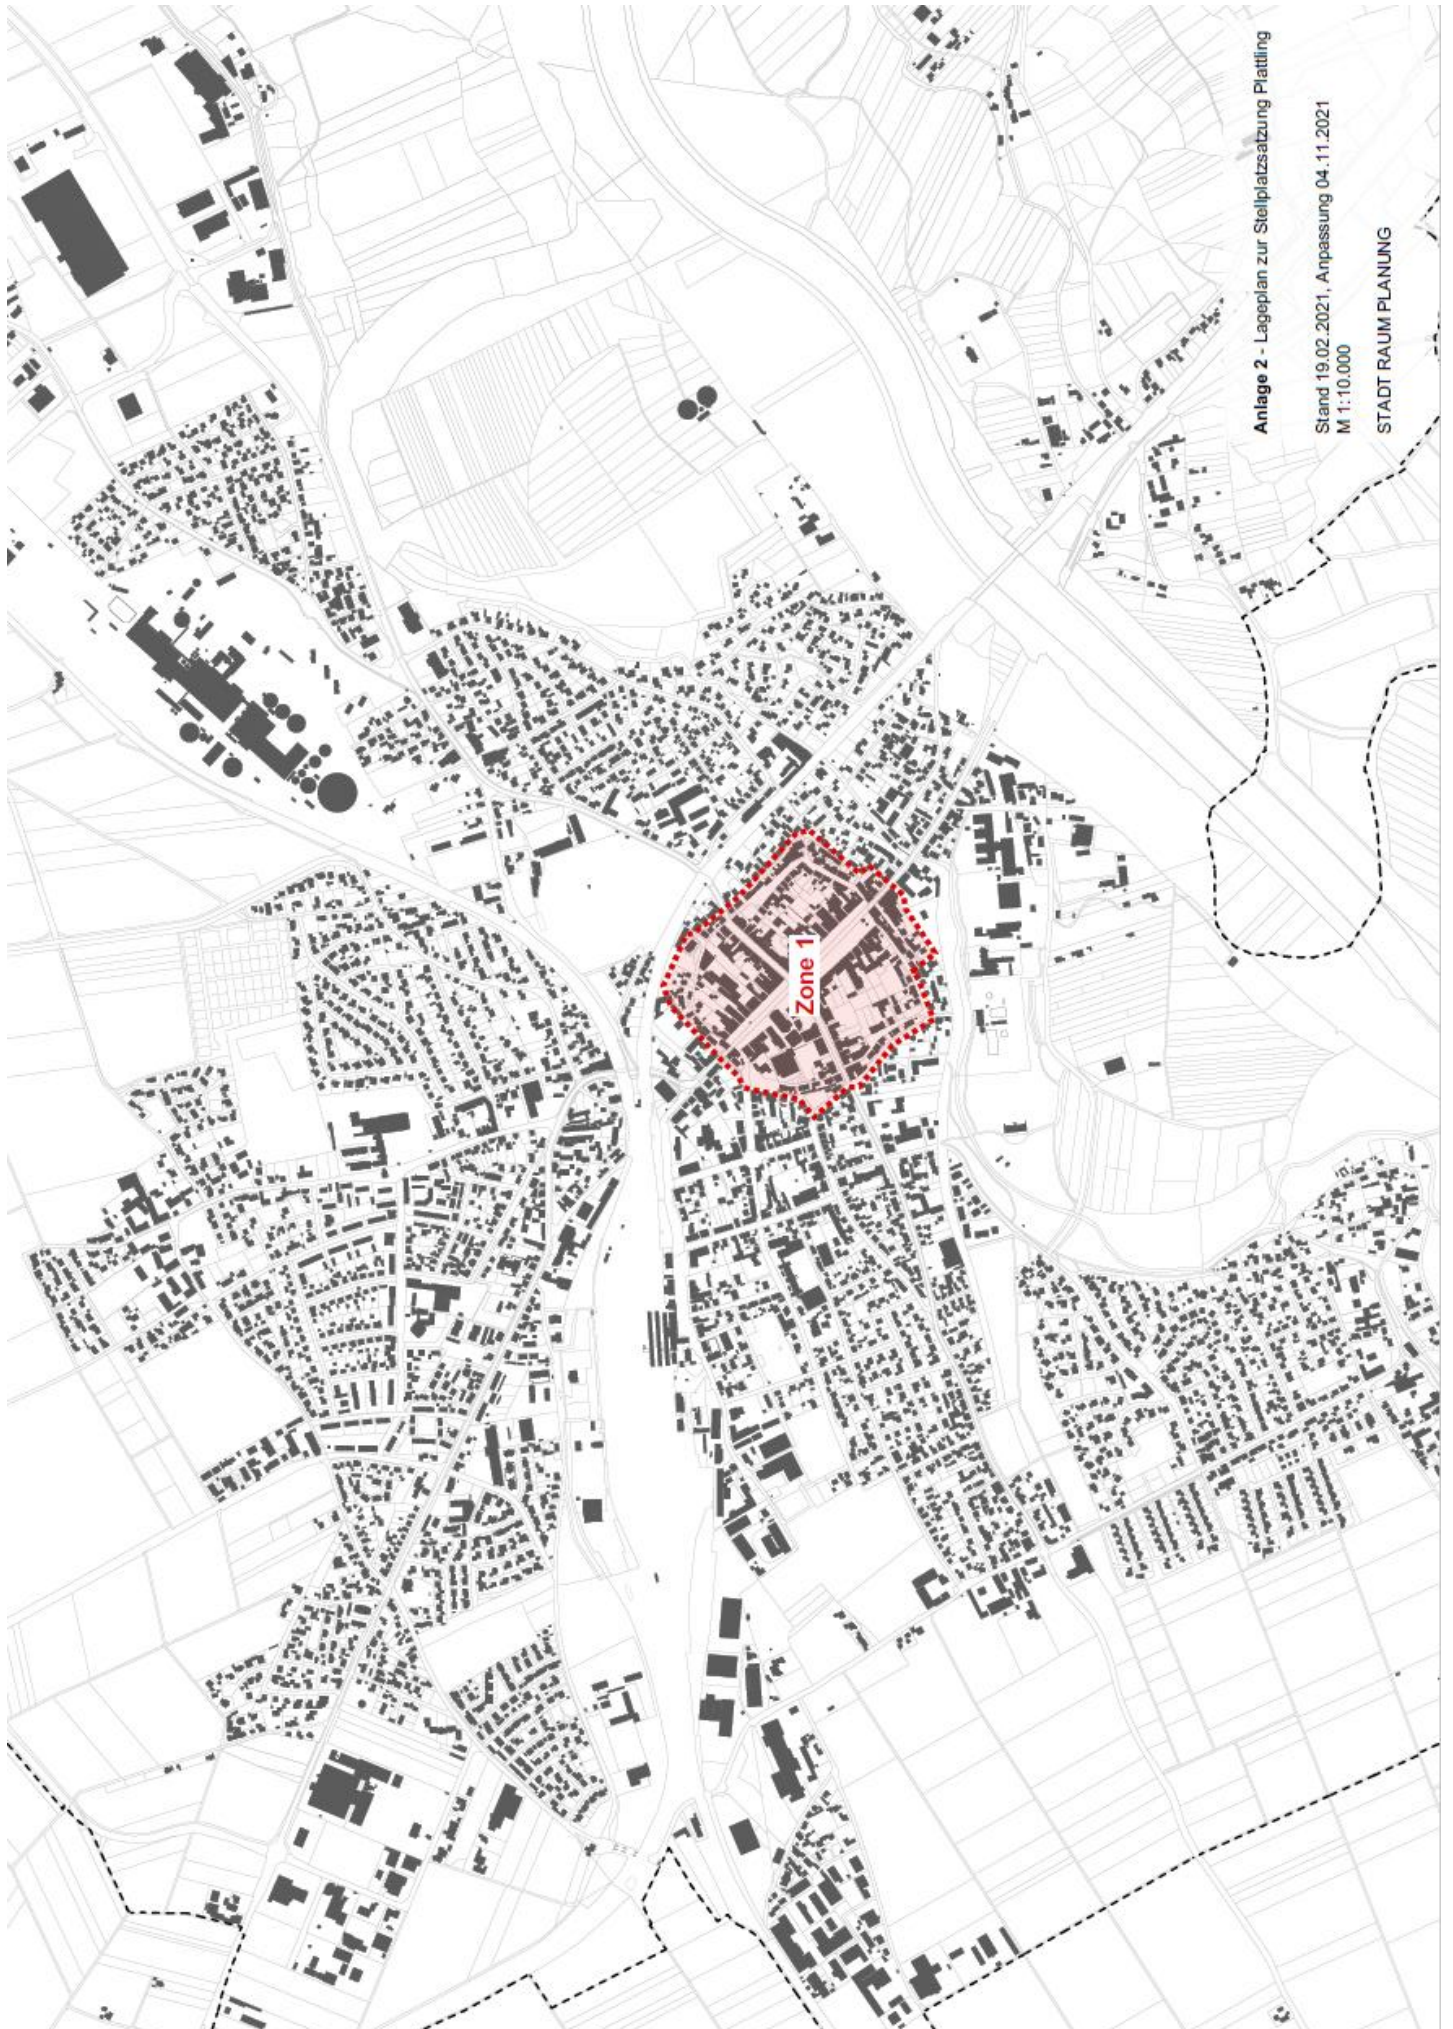 Anlage 2 - Lageplan zur Stellplatzsatzung Plattling
Stand 19.02.2021, Anpassung 04.11.2021
M 1:10.000
STADT RAUM PLANUNG
Zone 1